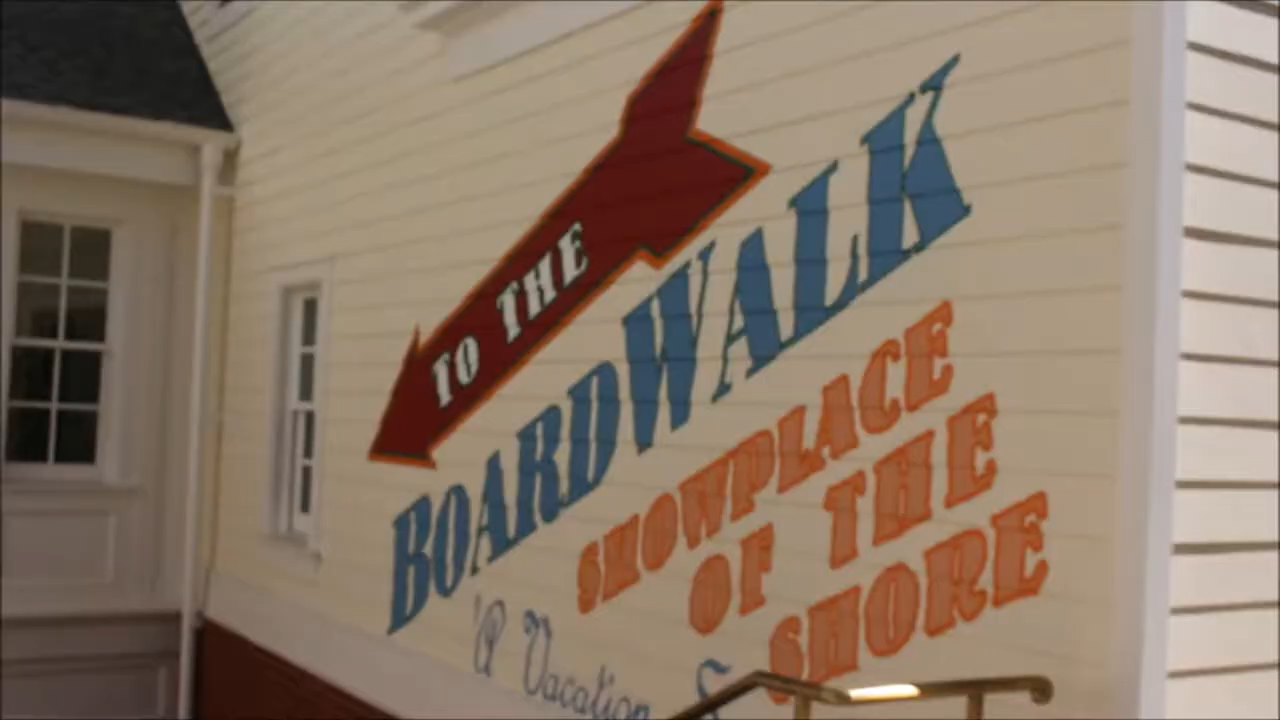 TO THE
BOARDWALK
SHOWPLACE
OF THE
SHORE
'A Vacation